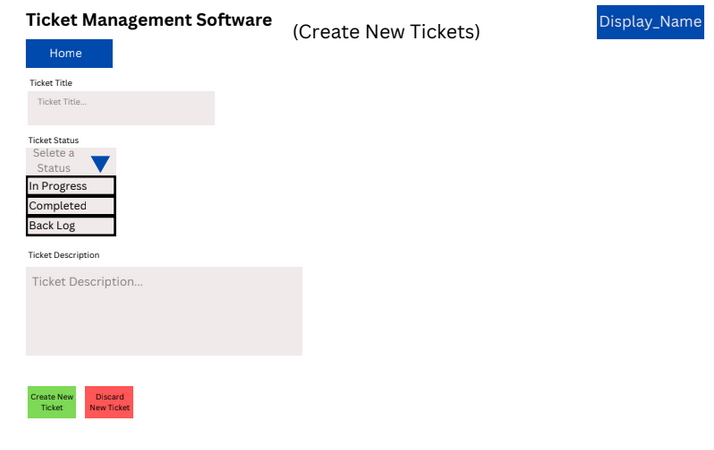 Ticket Management Software
(Create New Tickets)
Display_Name
Home
Ticket Title
Ticket Title...
Ticket Status
Selete a
Status
In Progress
Completed
Back Log
Ticket Description
Ticket Description...
Create New
Ticket
Discard
New Ticket